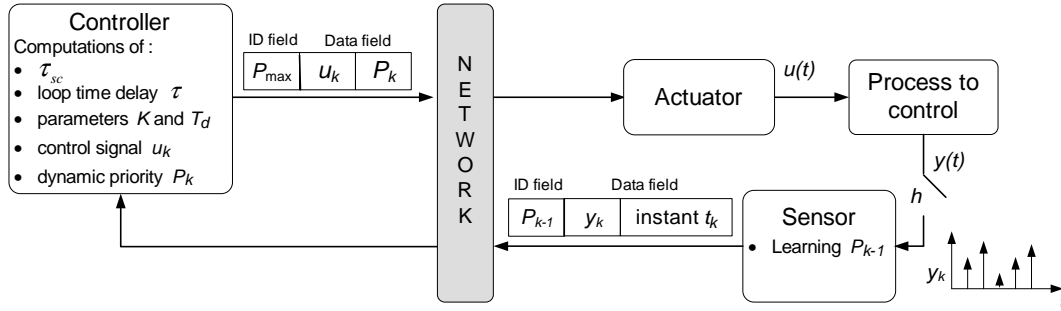 Controller
Computations of :
• τsc
• loop time delay τ
• parameters K and Td
• control signal uk
• dynamic priority Pk
ID field Data field
Pmax uk Pk
NETWORK
Actuator
u(t)
Process to
control
y(t)
h
ID field Data field
Pk-1 yk instant tk
Sensor
• Learning Pk-1
yk